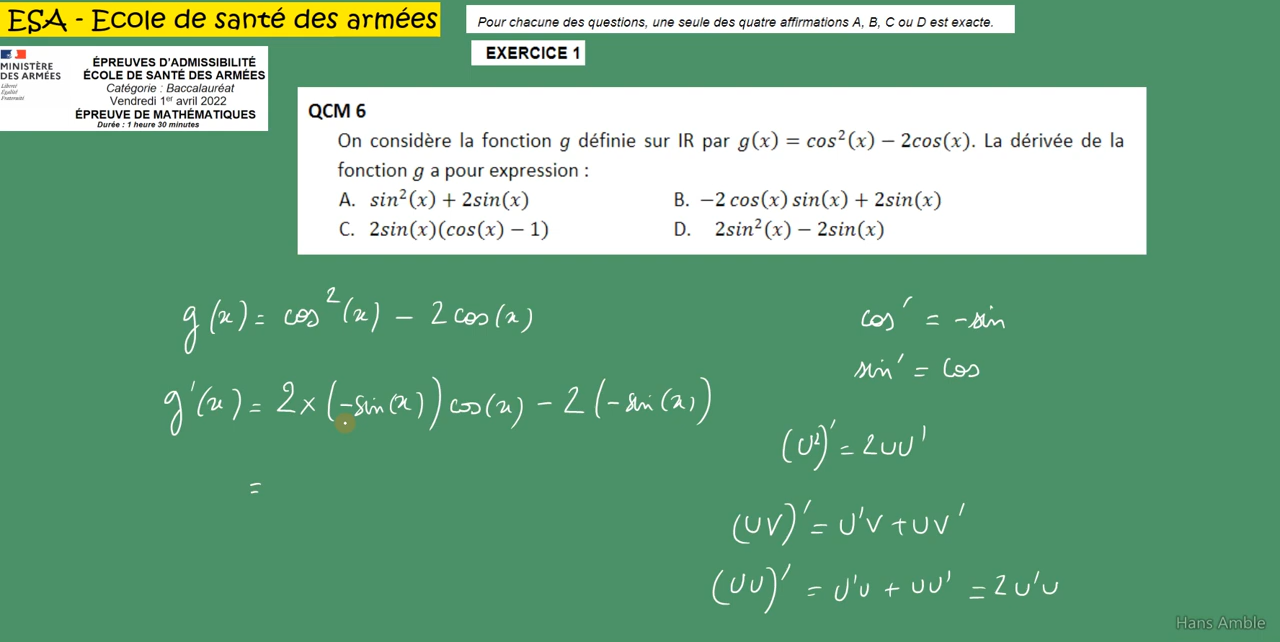 ESA - Ecole de santé des armées
Pour chacune des questions, une seule des quatre affirmations A, B, C ou D est exacte.
EXERCICE 1
MINISTÈRE
DES ARMÉES
Liberté
Égalité
Fraternité
ÉPREUVES D'ADMISSIBILITÉ
ÉCOLE DE SANTÉ DES ARMÉES
Catégorie : Baccalauréat
Vendredi 1er avril 2022
ÉPREUVE DE MATHÉMATIQUES
Durée : 1 heure 30 minutes
QCM 6
On considère la fonction g définie sur IR par g(x) = cos²(x) − 2cos(x). La dérivée de la
fonction g a pour expression :
A. sin²(x) + 2sin(x)
B. −2 cos(x) sin(x) + 2sin(x)
C. 2sin(x)(cos(x) − 1)
D. 2sin²(x) − 2sin(x)
g(x) = cos²(x) − 2cos(x)
g'(x) = 2 × (−sin(x)) cos(x) − 2 (−sin(x))
=
cos' = −sin
sin' = cos
(U²)' = 2UU'
(UV)' = U'V + UV'
(UU)' = U'U + UU' = 2U'U
Hans Amble